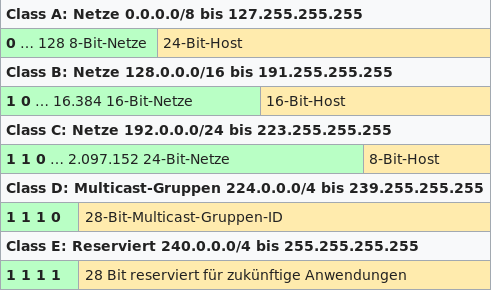 Class A: Netze 0.0.0.0/8 bis 127.255.255.255
0 ... 128 8-Bit-Netze 24-Bit-Host
Class B: Netze 128.0.0.0/16 bis 191.255.255.255
1 0 ... 16.384 16-Bit-Netze 16-Bit-Host
Class C: Netze 192.0.0.0/24 bis 223.255.255.255
1 1 0 ... 2.097.152 24-Bit-Netze 8-Bit-Host
Class D: Multicast-Gruppen 224.0.0.0/4 bis 239.255.255.255
1 1 1 0 28-Bit-Multicast-Gruppen-ID
Class E: Reserviert 240.0.0.0/4 bis 255.255.255.255
1 1 1 1 28 Bit reserviert für zukünftige Anwendungen